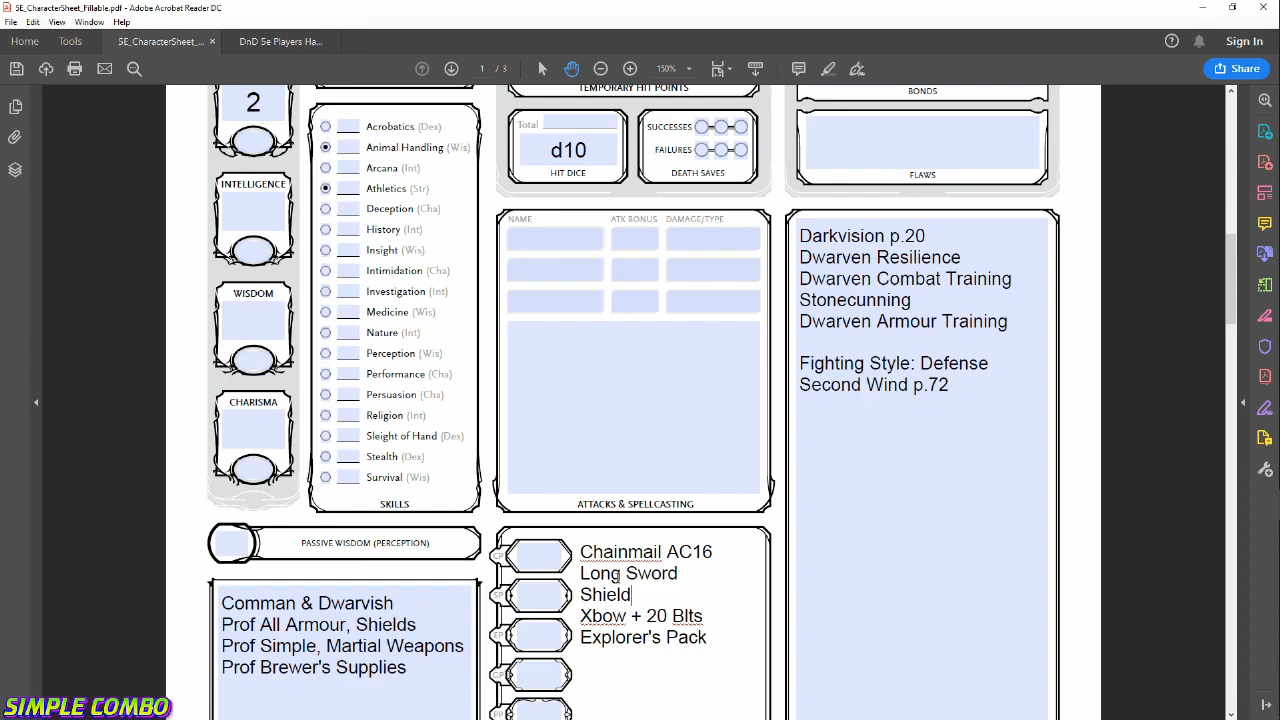 5E_CharacterSheet_Fillable.pdf - Adobe Acrobat Reader DC
File Edit View Window Help
Home Tools 5E_CharacterSheet_... × DnD 5e Players Ha... Sign In
1 / 3 150% Share
TEMPORARY HIT POINTS
BONDS
2
Total
d10
HIT DICE
SUCCESSES
FAILURES
DEATH SAVES
FLAWS
INTELLIGENCE
WISDOM
CHARISMA
Acrobatics (Dex)
Animal Handling (Wis)
Arcana (Int)
Athletics (Str)
Deception (Cha)
History (Int)
Insight (Wis)
Intimidation (Cha)
Investigation (Int)
Medicine (Wis)
Nature (Int)
Perception (Wis)
Performance (Cha)
Persuasion (Cha)
Religion (Int)
Sleight of Hand (Dex)
Stealth (Dex)
Survival (Wis)
SKILLS
NAME ATK BONUS DAMAGE/TYPE
ATTACKS & SPELLCASTING
Darkvision p.20
Dwarven Resilience
Dwarven Combat Training
Stonecunning
Dwarven Armour Training
Fighting Style: Defense
Second Wind p.72
PASSIVE WISDOM (PERCEPTION)
Comman & Dwarvish
Prof All Armour, Shields
Prof Simple, Martial Weapons
Prof Brewer's Supplies
CP
SP
EP
GP
PP
Chainmail AC16
Long Sword
Shield
Xbow + 20 Blts
Explorer's Pack
SIMPLE COMBO